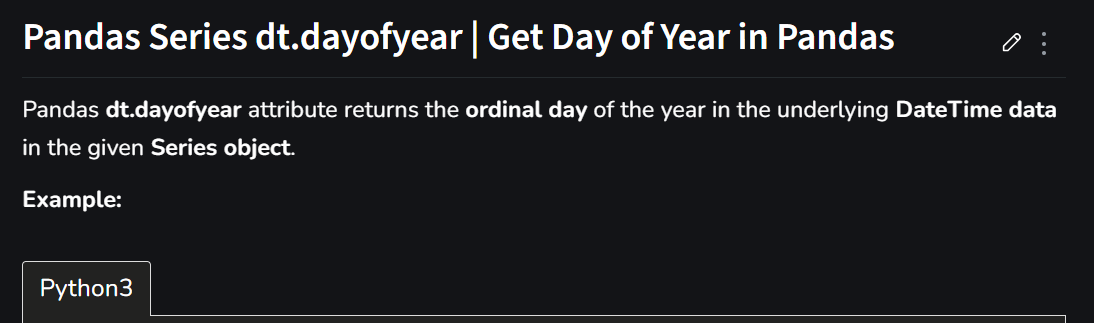 Pandas Series dt.dayofyear | Get Day of Year in Pandas
Pandas dt.dayofyear attribute returns the ordinal day of the year in the underlying DateTime data
in the given Series object.
Example:
Python3